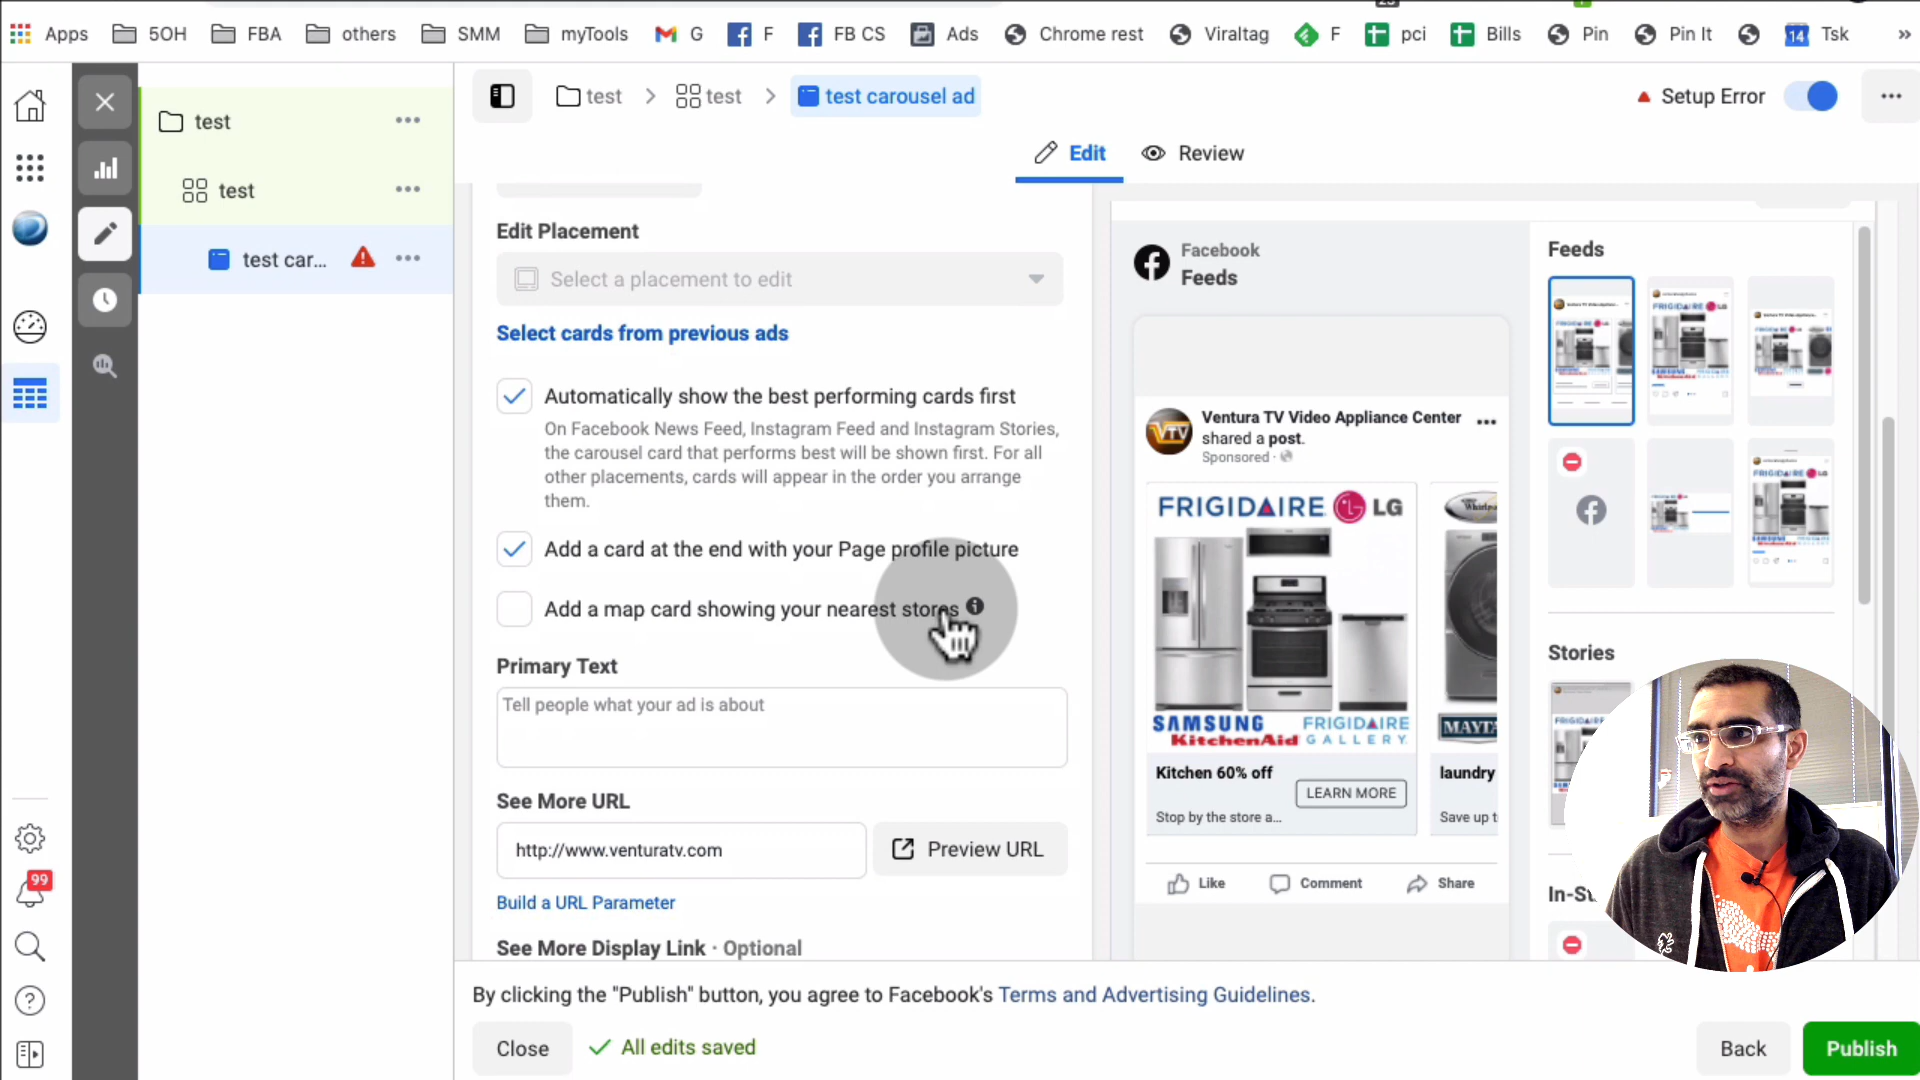 Apps
5OH
FBA
others
SMM
myTools
G
F
FB CS
Ads
Chrome rest
Viraltag
F
pci
Bills
Pin
Pin It
14
Tsk
»
test
test
test carousel ad
Setup Error
Edit
Review
test
test
test car...
99
Edit Placement
Select a placement to edit
Select cards from previous ads
Automatically show the best performing cards first
On Facebook News Feed, Instagram Feed and Instagram Stories,
the carousel card that performs best will be shown first. For all
other placements, cards will appear in the order you arrange
them.
Add a card at the end with your Page profile picture
Add a map card showing your nearest stores
Primary Text
Tell people what your ad is about
See More URL
http://www.venturatv.com
Preview URL
Build a URL Parameter
See More Display Link · Optional
Facebook
Feeds
VTV
Ventura TV Video Appliance Center
shared a post.
Sponsored ·
FRIGIDAIRE
LG
SAMSUNG
FRIGIDAIRE
KitchenAid
GALLERY
Whirlp
MAYTA
Kitchen 60% off
Stop by the store a...
LEARN MORE
laundry
Save up t
Like
Comment
Share
Feeds
Stories
In-St
By clicking the "Publish" button, you agree to Facebook's Terms and Advertising Guidelines.
Close
All edits saved
Back
Publish